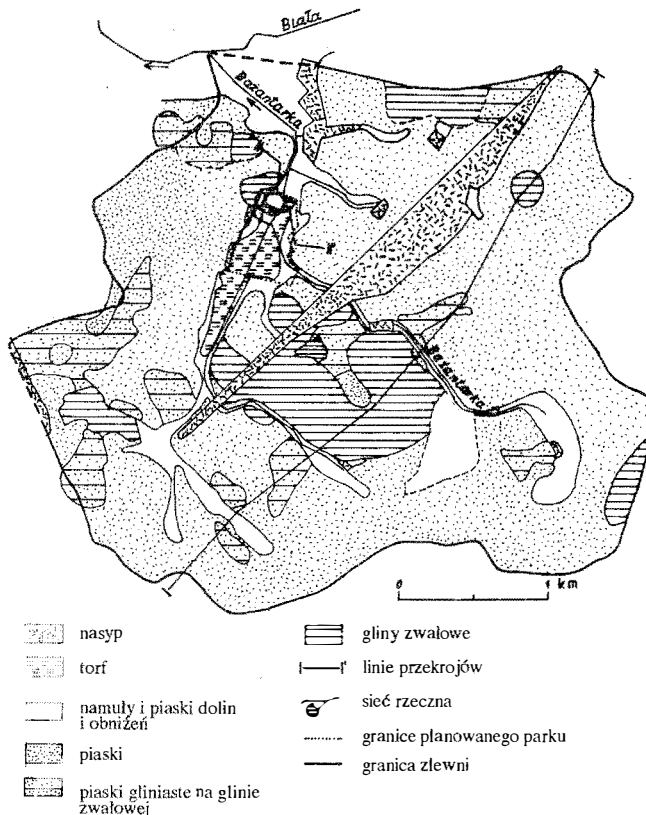 Biała
Bażantarka
Bażantarka
0 1 km
nasyp
torf
namuły i piaski dolin
i obniżeń
piaski
piaski gliniaste na glinie
zwałowej
gliny zwałowe
linie przekrojów
sieć rzeczna
granice planowanego parku
granica zlewni